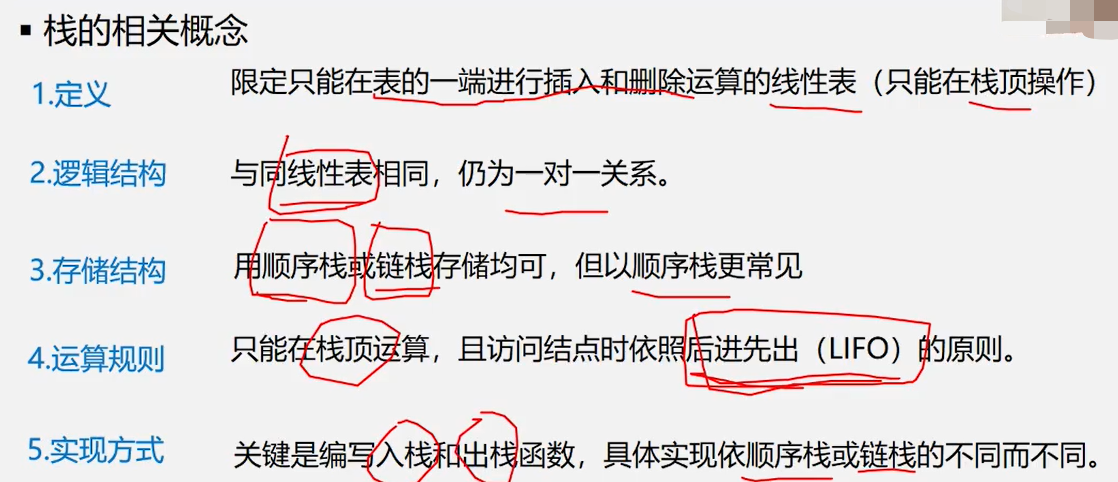 ▪ 栈的相关概念
1.定义 限定只能在表的一端进行插入和删除运算的线性表（只能在栈顶操作）
2.逻辑结构 与同线性表相同，仍为一对一关系。
3.存储结构 用顺序栈或链栈存储均可，但以顺序栈更常见
4.运算规则 只能在栈顶运算，且访问结点时依照后进先出（LIFO）的原则。
5.实现方式 关键是编写入栈和出栈函数，具体实现依顺序栈或链栈的不同而不同。